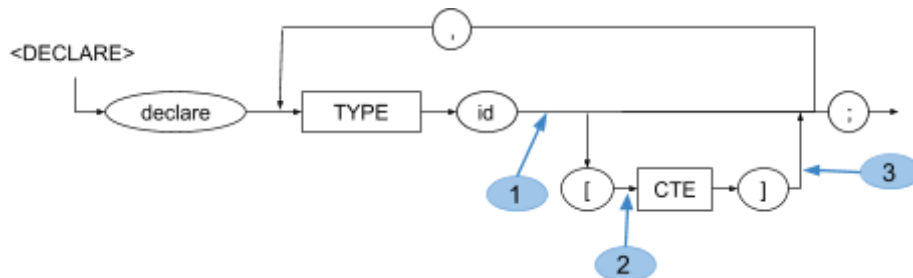 ,
<DECLARE>
declare
TYPE
id
;
1
[
CTE
]
3
2